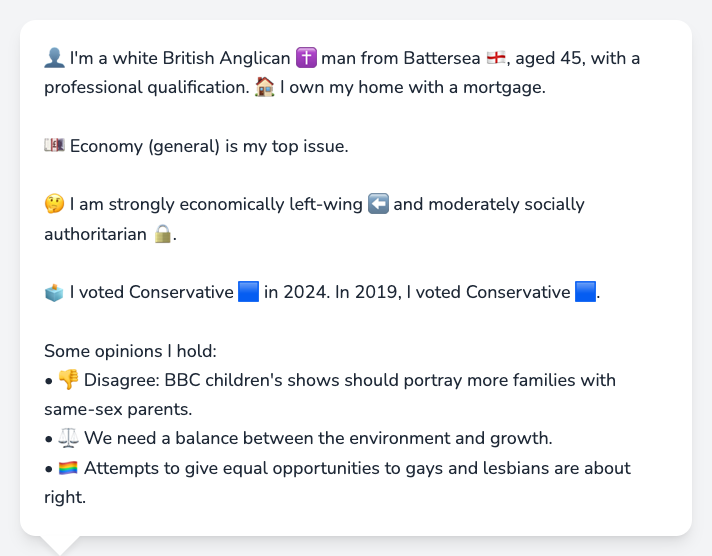 👤 I'm a white British Anglican ✝️ man from Battersea 🏴󠁧󠁢󠁥󠁮󠁧󠁿, aged 45, with a
professional qualification. 🏠 I own my home with a mortgage.
💷 Economy (general) is my top issue.
🤔 I am strongly economically left-wing ⬅️ and moderately socially
authoritarian 🔒.
🗳️ I voted Conservative 🟦 in 2024. In 2019, I voted Conservative 🟦.
Some opinions I hold:
• 👎 Disagree: BBC children's shows should portray more families with
same-sex parents.
• ⚖️ We need a balance between the environment and growth.
• 🏳️‍🌈 Attempts to give equal opportunities to gays and lesbians are about
right.